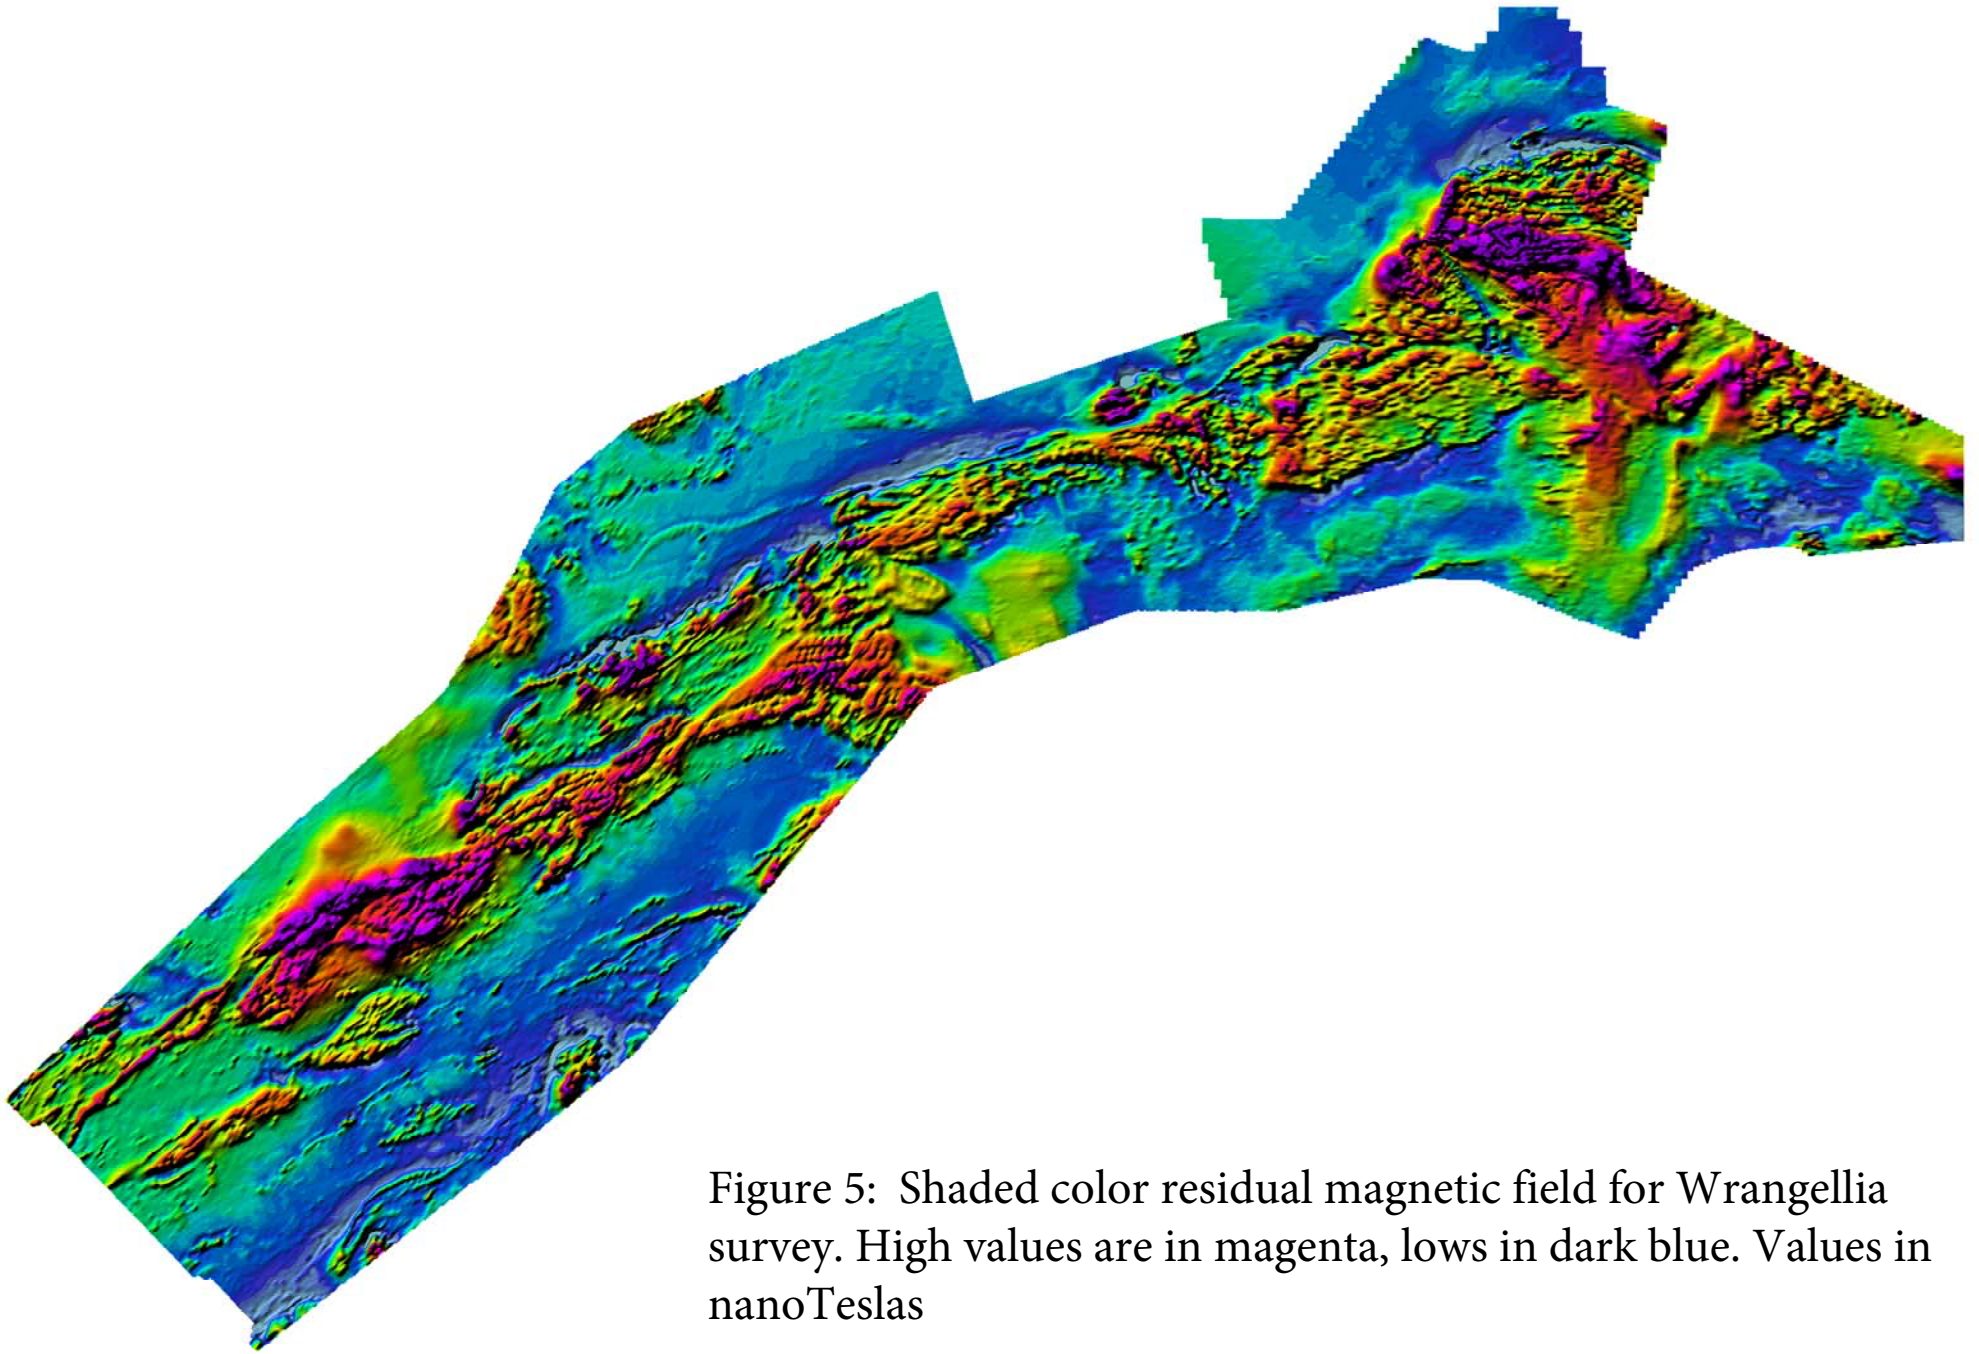 Figure 5:  Shaded color residual magnetic field for Wrangellia
survey. High values are in magenta, lows in dark blue. Values in
nanoTeslas